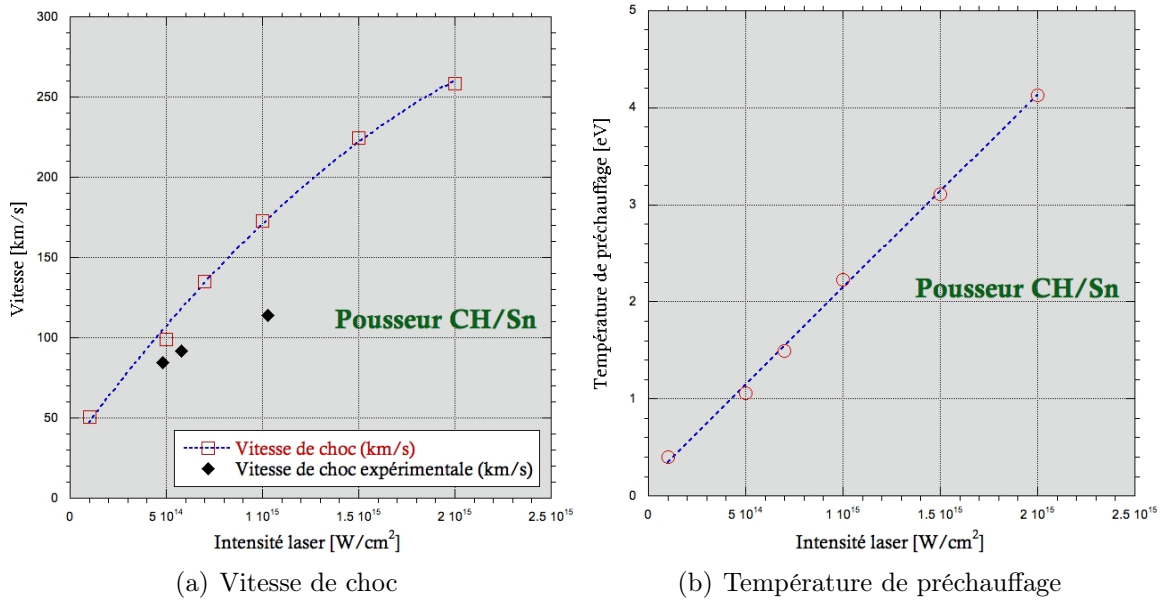 300
250
200
150
100
50
0
Vitesse [km/s]
Pousseur CH/Sn
Vitesse de choc (km/s)
Vitesse de choc expérimentale (km/s)
0
5 10^14
1 10^15
1.5 10^15
2 10^15
2.5 10^15
Intensité laser [W/cm²]
(a) Vitesse de choc
5
4
3
2
1
0
Température de préchauffage [eV]
Pousseur CH/Sn
0
5 10^14
1 10^15
1.5 10^15
2 10^15
2.5 10^15
Intensité laser [W/cm²]
(b) Température de préchauffage